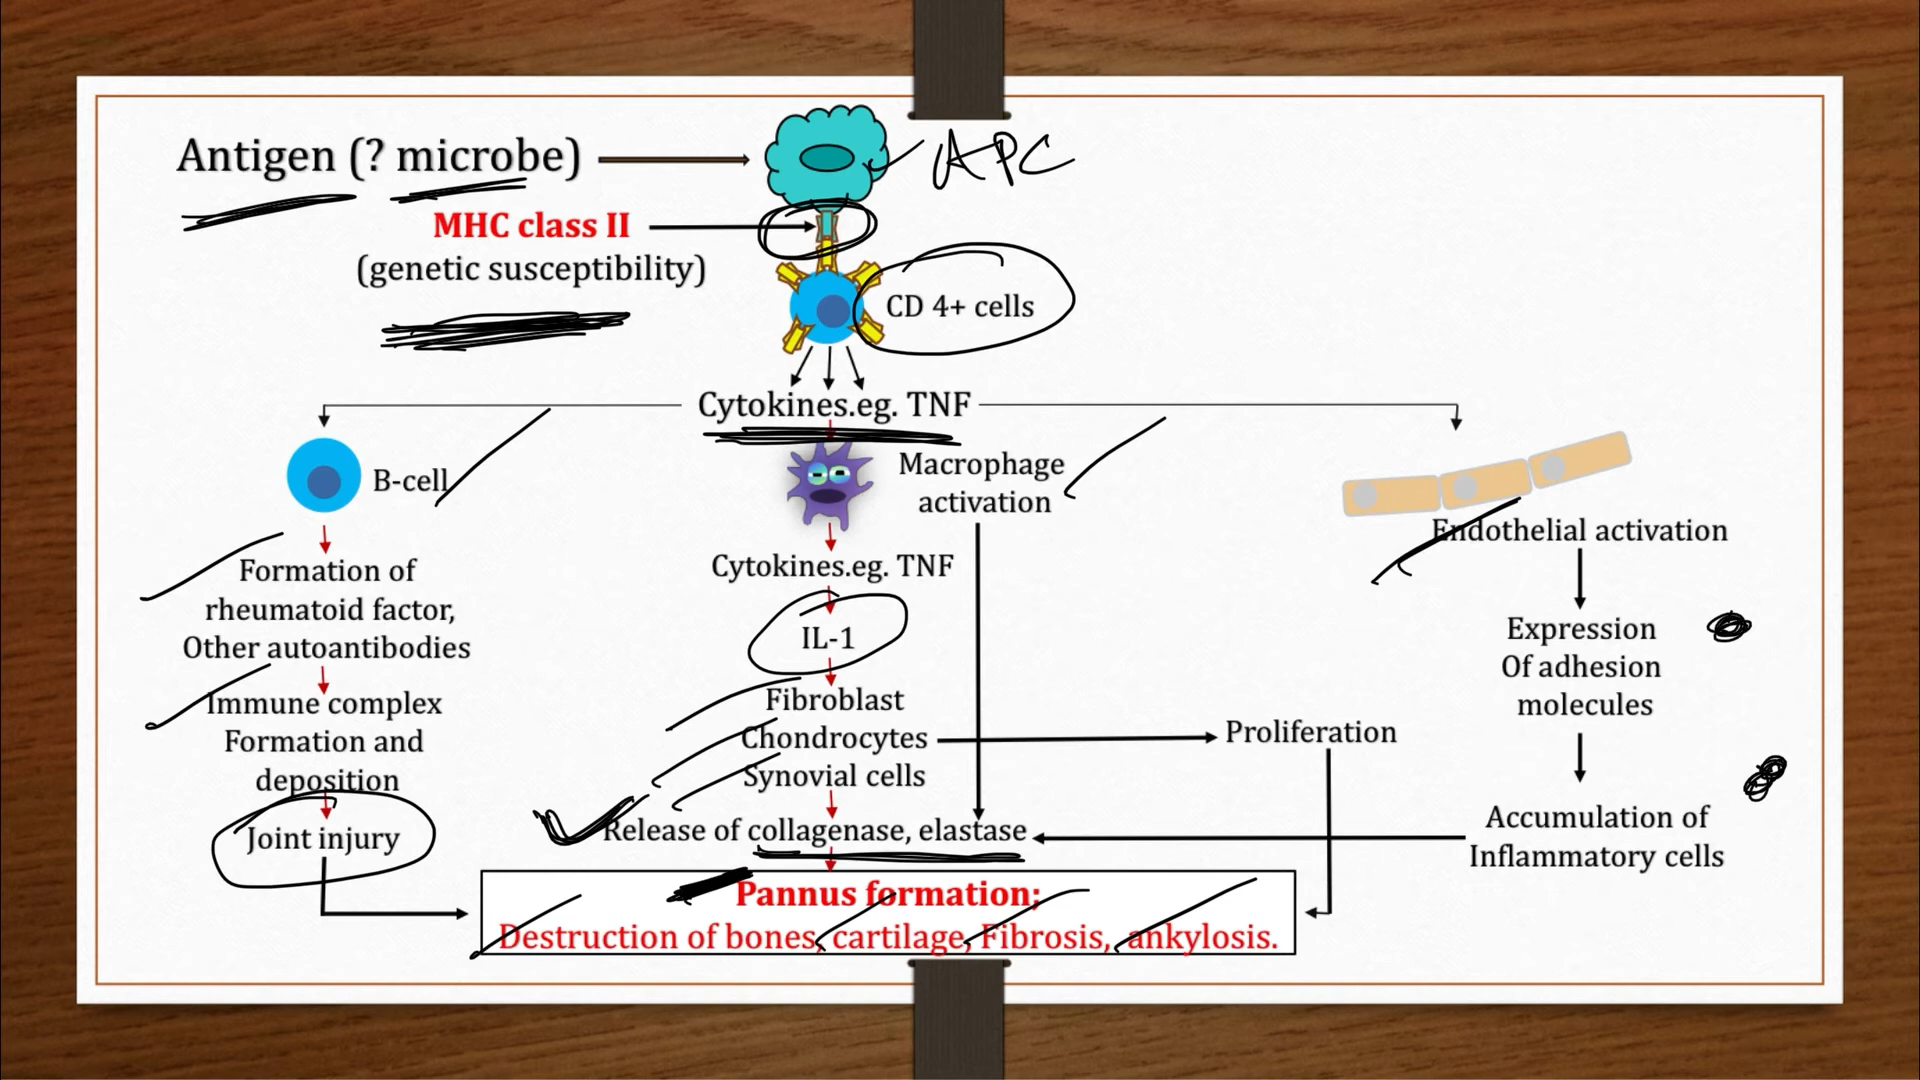 Antigen (? microbe)
APC
MHC class II
(genetic susceptibility)
CD 4+ cells
Cytokines.eg. TNF
B-cell
Formation of
rheumatoid factor,
Other autoantibodies
Immune complex
Formation and
deposition
Joint injury
Macrophage
activation
Cytokines.eg. TNF
IL-1
Fibroblast
Chondrocytes
Synovial cells
Release of collagenase, elastase
Proliferation
Endothelial activation
Expression
Of adhesion
molecules
Accumulation of
Inflammatory cells
Pannus formation;
Destruction of bones, cartilage, Fibrosis, ankylosis.